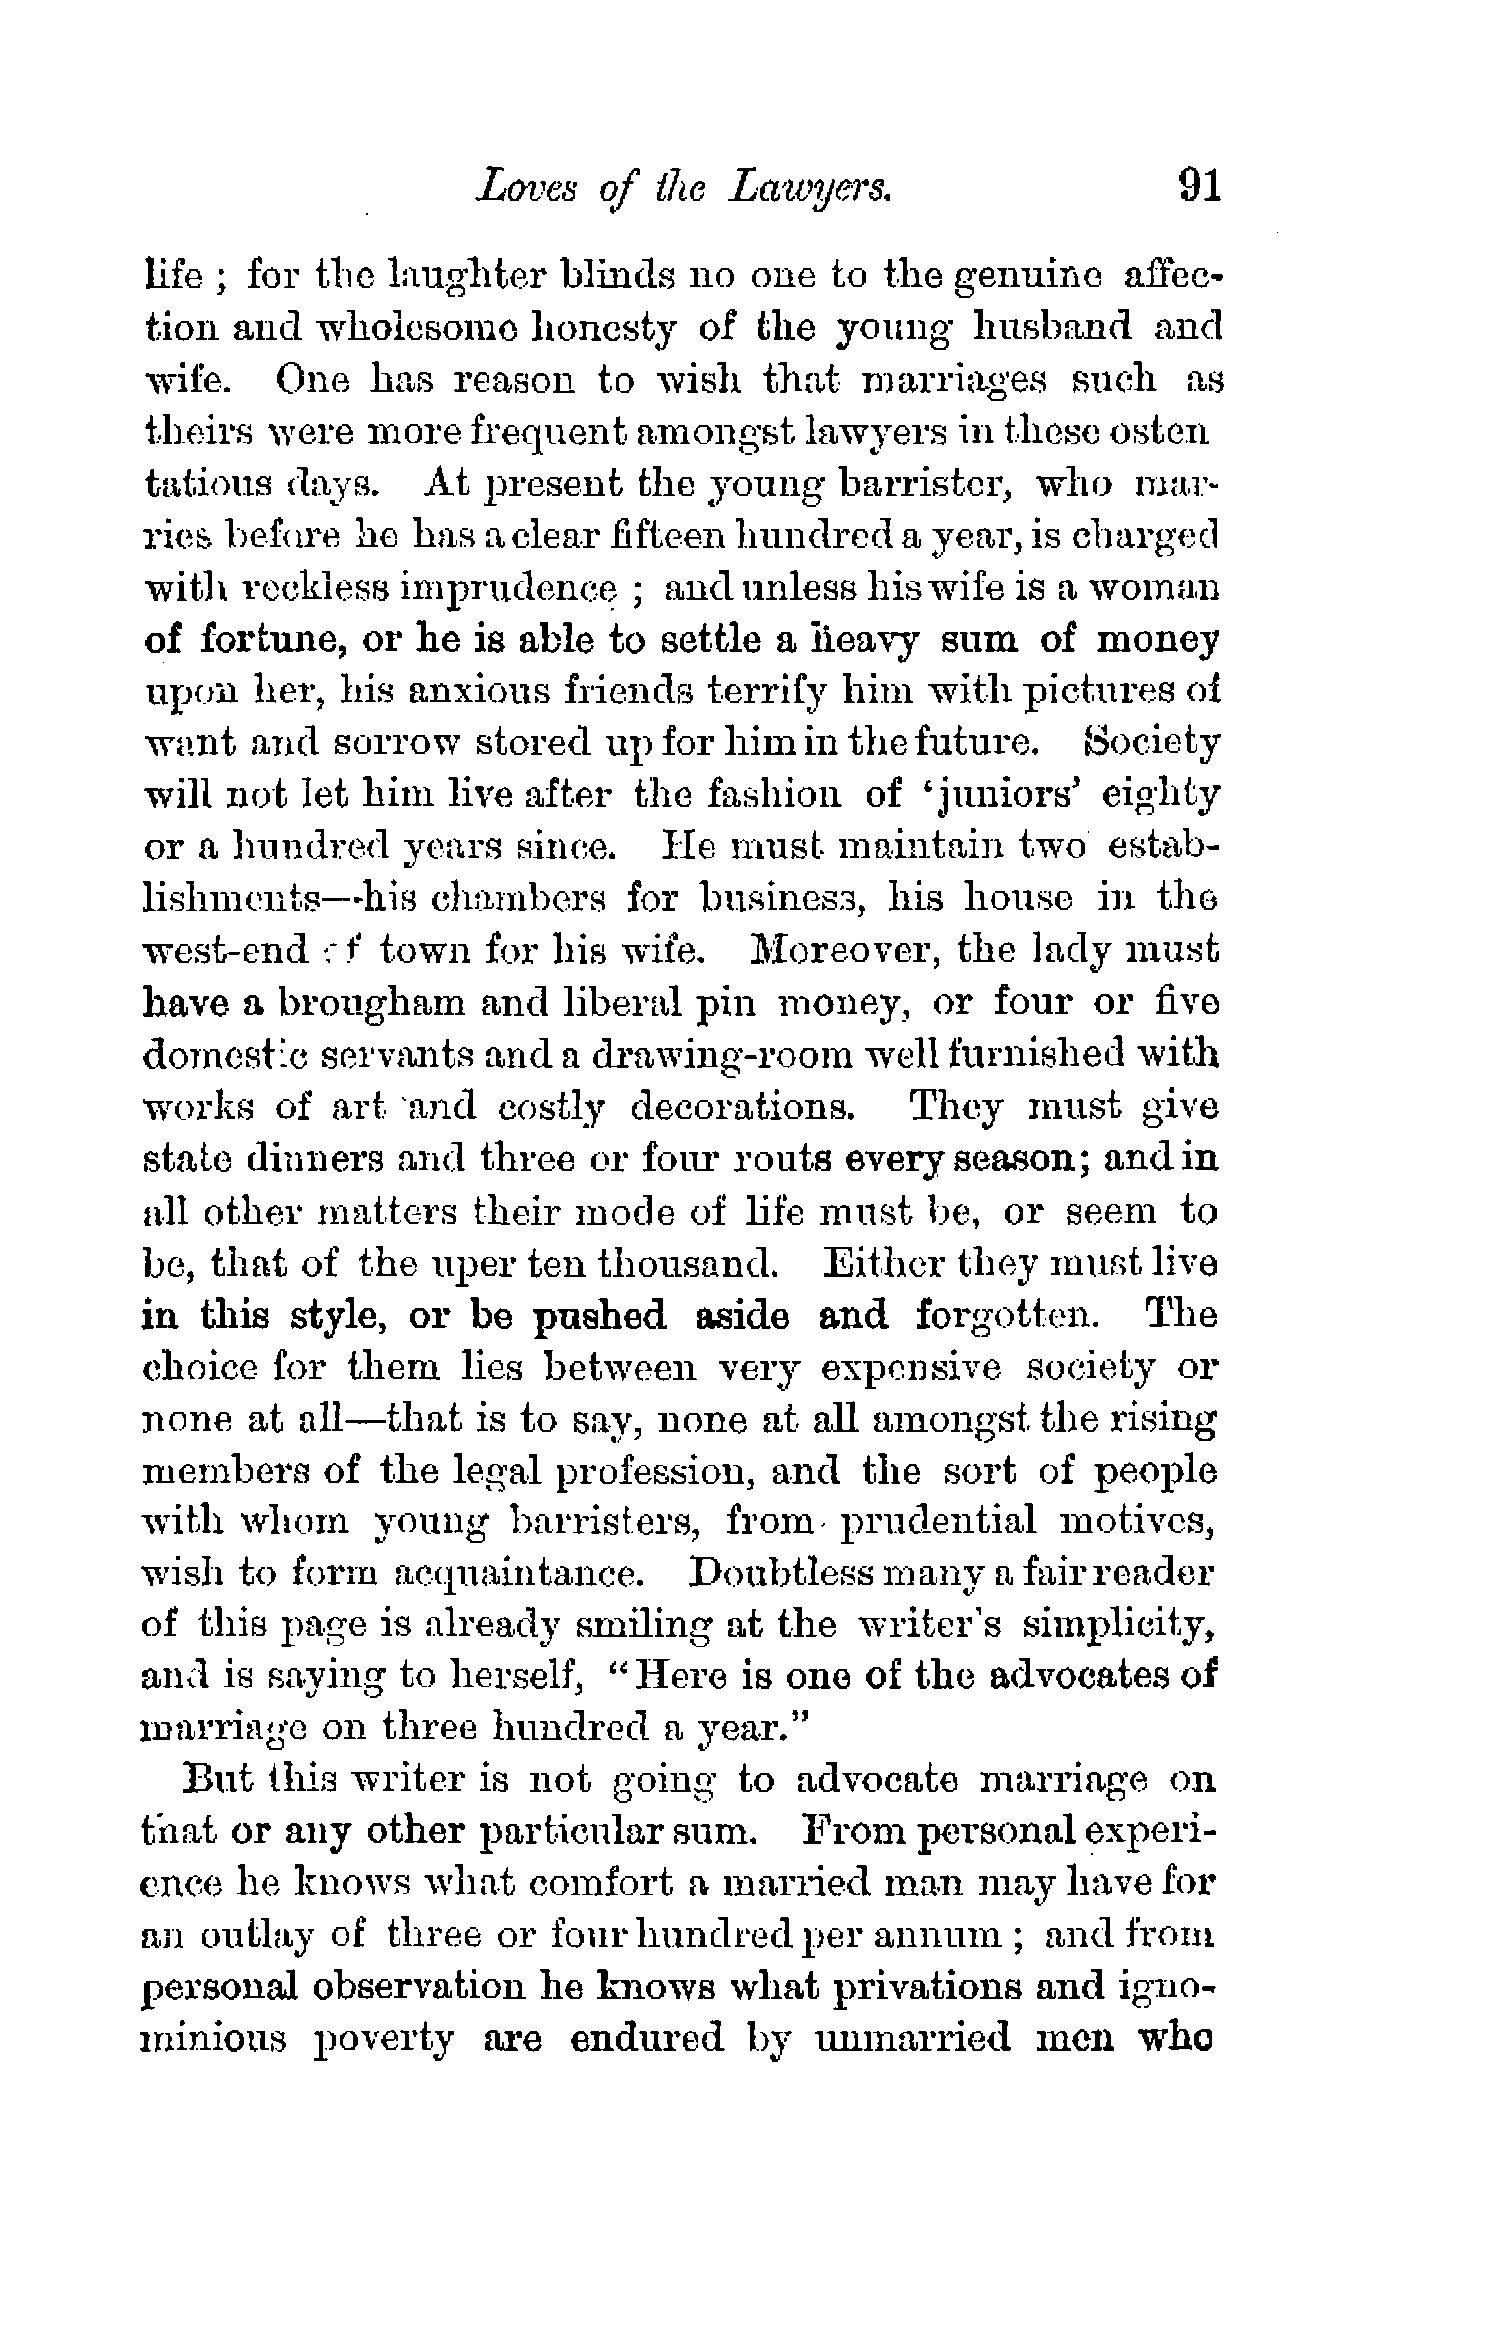 Loves of the Lawyers. 91
life ; for the laughter blinds no one to the genuine affec-
tion and wholesome honesty of the young husband and
wife. One has reason to wish that marriages such as
theirs were more frequent amongst lawyers in these osten
tatious days. At present the young barrister, who mar-
ries before he has a clear fifteen hundred a year, is charged
with reckless imprudence ; and unless his wife is a woman
of fortune, or he is able to settle a heavy sum of money
upon her, his anxious friends terrify him with pictures of
want and sorrow stored up for him in the future. Society
will not let him live after the fashion of ‘juniors’ eighty
or a hundred years since. He must maintain two estab-
lishments—his chambers for business, his house in the
west-end of town for his wife. Moreover, the lady must
have a brougham and liberal pin money, or four or five
domestic servants and a drawing-room well furnished with
works of art and costly decorations. They must give
state dinners and three or four routs every season; and in
all other matters their mode of life must be, or seem to
be, that of the uper ten thousand. Either they must live
in this style, or be pushed aside and forgotten. The
choice for them lies between very expensive society or
none at all—that is to say, none at all amongst the rising
members of the legal profession, and the sort of people
with whom young barristers, from prudential motives,
wish to form acquaintance. Doubtless many a fair reader
of this page is already smiling at the writer's simplicity,
and is saying to herself, “Here is one of the advocates of
marriage on three hundred a year.”
But this writer is not going to advocate marriage on
that or any other particular sum. From personal experi-
ence he knows what comfort a married man may have for
an outlay of three or four hundred per annum ; and from
personal observation he knows what privations and igno-
minious poverty are endured by unmarried men who